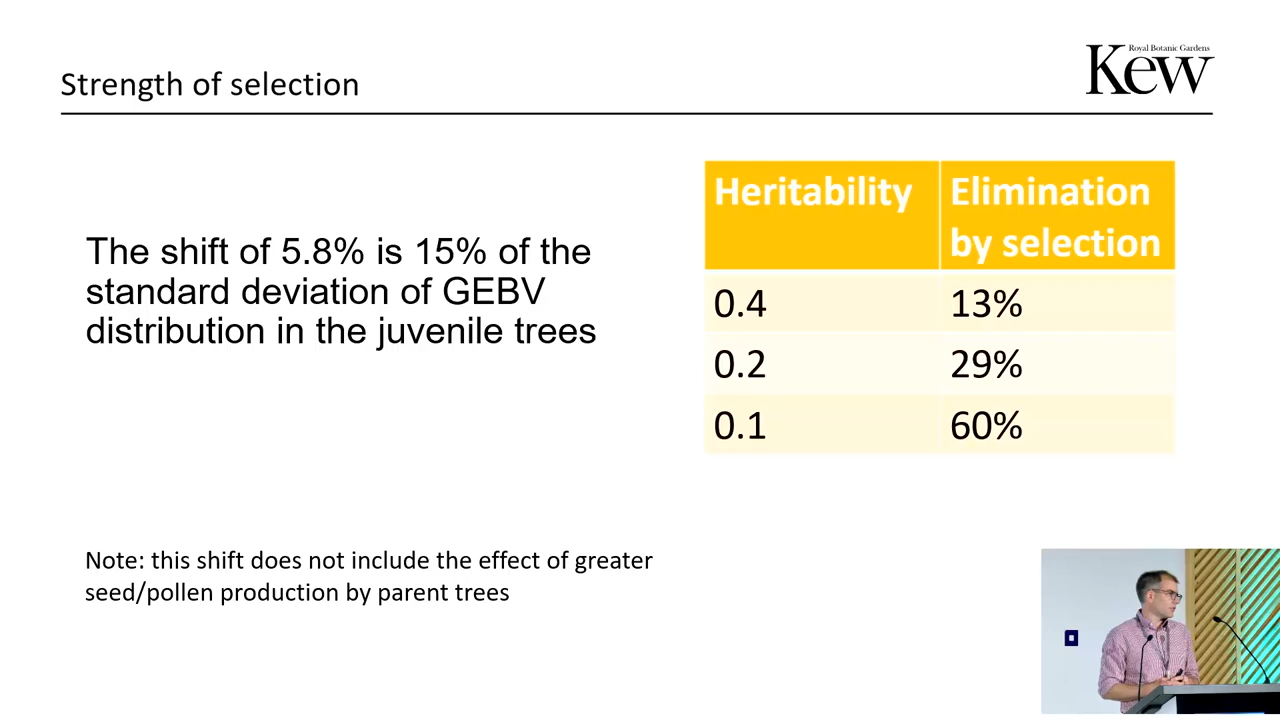 Strength of selection
Royal Botanic Gardens
Kew
The shift of 5.8% is 15% of the
standard deviation of GEBV
distribution in the juvenile trees
Heritability
Elimination
by selection
0.4 13%
0.2 29%
0.1 60%
Note: this shift does not include the effect of greater
seed/pollen production by parent trees